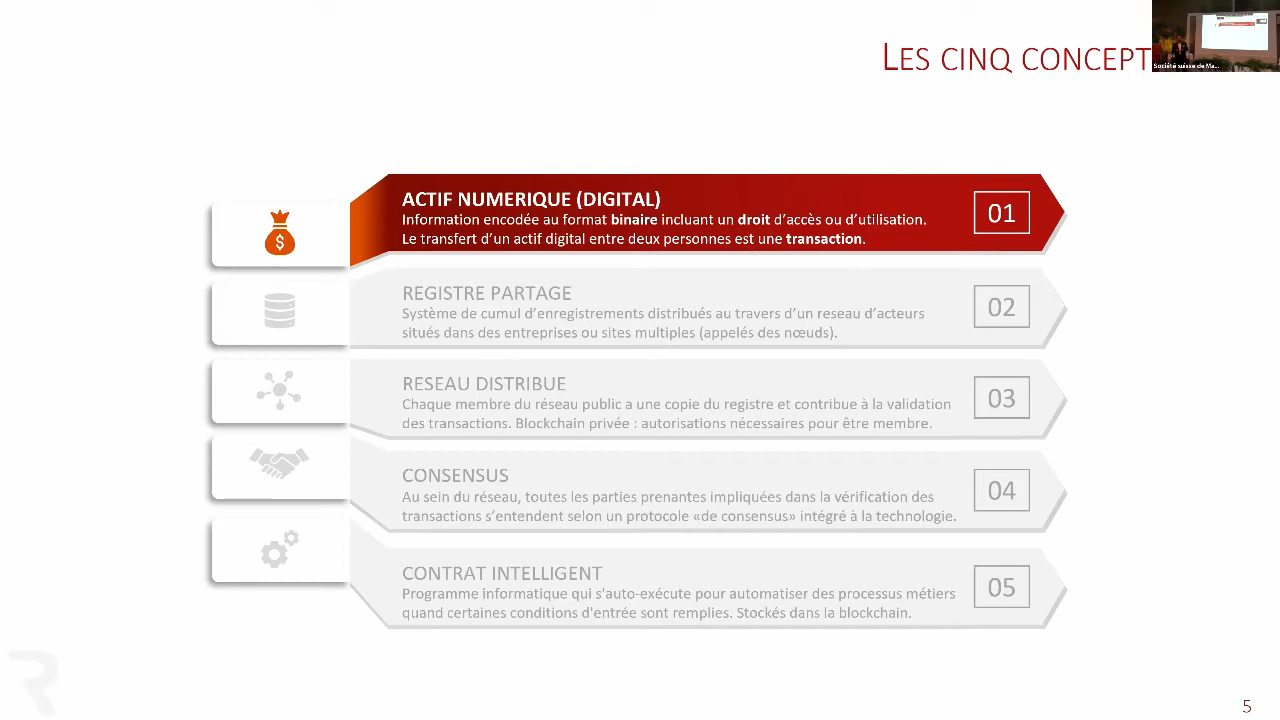 LES CINQ CONCEPT
Société suisse de Ma...
ACTIF NUMERIQUE (DIGITAL)
Information encodée au format binaire incluant un droit d’accès ou d’utilisation.
Le transfert d’un actif digital entre deux personnes est une transaction.
01
REGISTRE PARTAGE
Système de cumul d’enregistrements distribués au travers d’un reseau d’acteurs
situés dans des entreprises ou sites multiples (appelés des nœuds).
02
RESEAU DISTRIBUE
Chaque membre du réseau public a une copie du registre et contribue à la validation
des transactions. Blockchain privée : autorisations nécessaires pour être membre.
03
CONSENSUS
Au sein du réseau, toutes les parties prenantes impliquées dans la vérification des
transactions s’entendent selon un protocole «de consensus» intégré à la technologie.
04
CONTRAT INTELLIGENT
Programme informatique qui s'auto-exécute pour automatiser des processus métiers
quand certaines conditions d'entrée sont remplies. Stockés dans la blockchain.
05
5